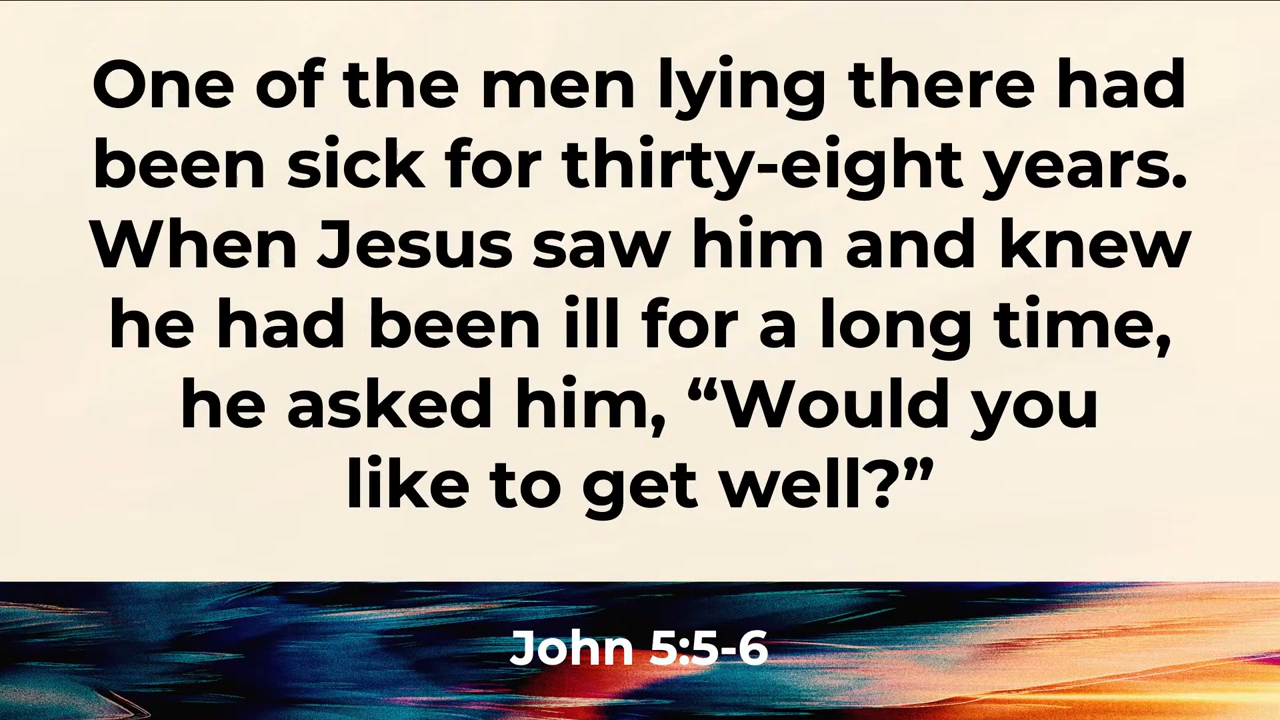 One of the men lying there had
been sick for thirty-eight years.
When Jesus saw him and knew
he had been ill for a long time,
he asked him, “Would you
like to get well?”
John 5:5-6